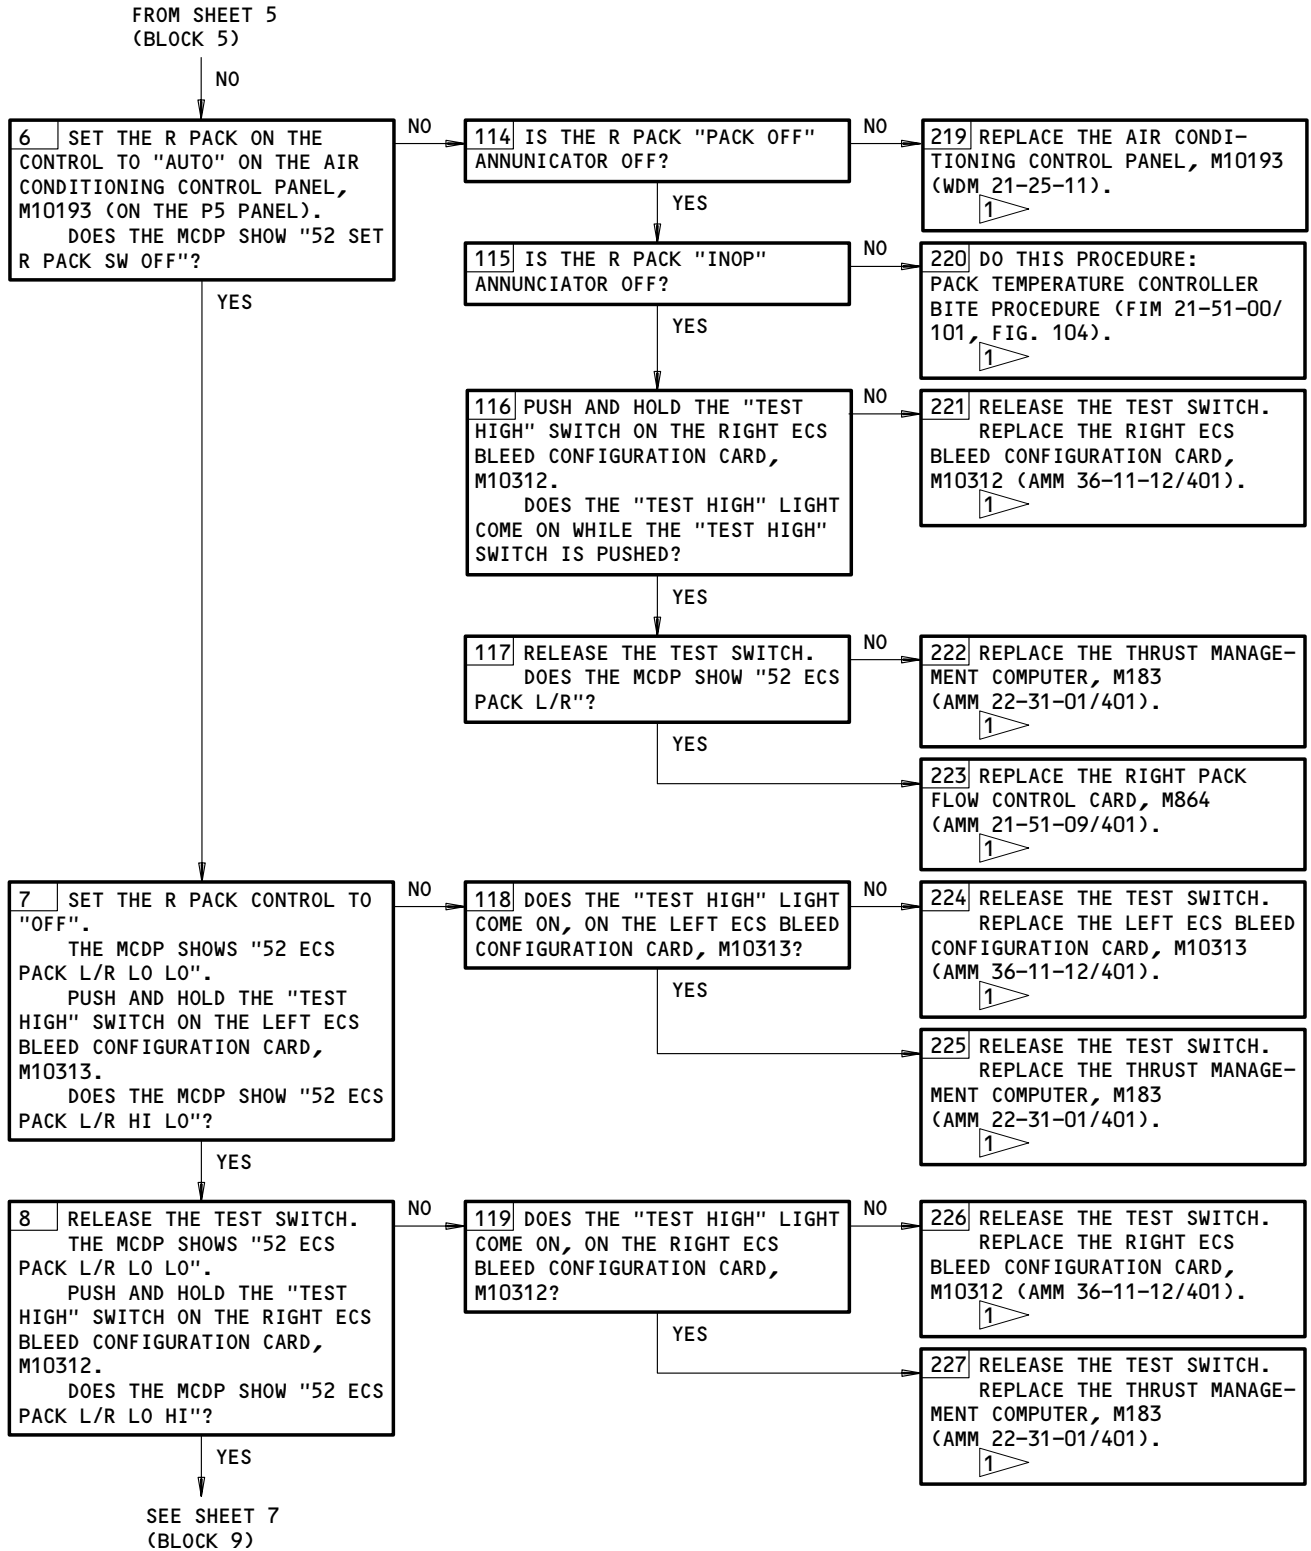 FROM SHEET 5
(BLOCK 5)
NO
6 SET THE R PACK ON THE
CONTROL TO "AUTO" ON THE AIR
CONDITIONING CONTROL PANEL,
M10193 (ON THE P5 PANEL).
DOES THE MCDP SHOW "52 SET
R PACK SW OFF"?
NO
114 IS THE R PACK "PACK OFF"
ANNUNICATOR OFF?
NO
219 REPLACE THE AIR CONDI-
TIONING CONTROL PANEL, M10193
(WDM 21-25-11).
1
YES
115 IS THE R PACK "INOP"
ANNUNCIATOR OFF?
NO
220 DO THIS PROCEDURE:
PACK TEMPERATURE CONTROLLER
BITE PROCEDURE (FIM 21-51-00/
101, FIG. 104).
1
YES
YES
116 PUSH AND HOLD THE "TEST
HIGH" SWITCH ON THE RIGHT ECS
BLEED CONFIGURATION CARD,
M10312.
DOES THE "TEST HIGH" LIGHT
COME ON WHILE THE "TEST HIGH"
SWITCH IS PUSHED?
NO
221 RELEASE THE TEST SWITCH.
REPLACE THE RIGHT ECS
BLEED CONFIGURATION CARD,
M10312 (AMM 36-11-12/401).
1
YES
117 RELEASE THE TEST SWITCH.
DOES THE MCDP SHOW "52 ECS
PACK L/R"?
NO
222 REPLACE THE THRUST MANAGE-
MENT COMPUTER, M183
(AMM 22-31-01/401).
1
YES
223 REPLACE THE RIGHT PACK
FLOW CONTROL CARD, M864
(AMM 21-51-09/401).
1
7 SET THE R PACK CONTROL TO
"OFF".
THE MCDP SHOWS "52 ECS
PACK L/R LO LO".
PUSH AND HOLD THE "TEST
HIGH" SWITCH ON THE LEFT ECS
BLEED CONFIGURATION CARD,
M10313.
DOES THE MCDP SHOW "52 ECS
PACK L/R HI LO"?
NO
118 DOES THE "TEST HIGH" LIGHT
COME ON, ON THE LEFT ECS BLEED
CONFIGURATION CARD, M10313?
NO
224 RELEASE THE TEST SWITCH.
REPLACE THE LEFT ECS BLEED
CONFIGURATION CARD, M10313
(AMM 36-11-12/401).
1
YES
225 RELEASE THE TEST SWITCH.
REPLACE THE THRUST MANAGE-
MENT COMPUTER, M183
(AMM 22-31-01/401).
1
YES
8 RELEASE THE TEST SWITCH.
THE MCDP SHOWS "52 ECS
PACK L/R LO LO".
PUSH AND HOLD THE "TEST
HIGH" SWITCH ON THE RIGHT ECS
BLEED CONFIGURATION CARD,
M10312.
DOES THE MCDP SHOW "52 ECS
PACK L/R LO HI"?
NO
119 DOES THE "TEST HIGH" LIGHT
COME ON, ON THE RIGHT ECS
BLEED CONFIGURATION CARD,
M10312?
NO
226 RELEASE THE TEST SWITCH.
REPLACE THE RIGHT ECS
BLEED CONFIGURATION CARD,
M10312 (AMM 36-11-12/401).
1
YES
227 RELEASE THE TEST SWITCH.
REPLACE THE THRUST MANAGE-
MENT COMPUTER, M183
(AMM 22-31-01/401).
1
YES
SEE SHEET 7
(BLOCK 9)